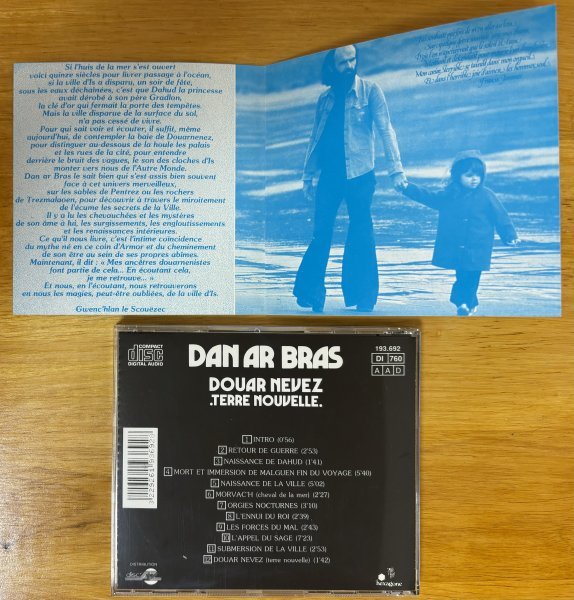 Si l'huis de la mer s'est ouvert
voici quinze siècles pour livrer passage à l'océan,
si la ville d'Is a disparu, un soir de fête,
sous les eaux déchaînées, c'est que Dahud la princesse
avait dérobé à son père Gradlon,
la clé d'or qui fermait la porte des tempêtes.
Mais la ville disparue de la surface du sol,
n'a pas cessé de vivre.
Pour qui sait voir et écouter, il suffit, même
aujourd'hui, de contempler la baie de Douarnenez,
pour distinguer au-dessous de la houle les palais
et les rues de la cité, pour entendre
derrière le bruit des vagues, le son des cloches d'Is
monter vers nous de l'Autre Monde.
Dan ar Bras le sait bien qui s'est assis bien souvent
face à cet univers merveilleux,
sur les sables de Pentrez ou les rochers
de Trezmalaoen, pour découvrir à travers le miroitement
de l'écume les secrets de la Ville.
Il y a lu les chevouchées et les mystères
de son âme à lui, les surgissements, les engloutissements
et les renaissances intérieures.
Ce qu'il nous livre, c'est l'intime coïncidence
du mythe né en ce coin d'Armor et du cheminement
de son être au sein de ses propres abîmes.
Maintenant, il dit : « Mes ancêtres douarnenistes
font partie de cela... En écoutant cela,
je me retrouve... »
Et nous, en l'écoutant, nous retrouverons
en nous les magies, peut-être oubliées, de la ville d'Is.
Gwenc'hlan le Scouëzec
COMPACT
disc
DIGITAL AUDIO
DAN AR BRAS
DOUAR NEVEZ
.TERRE NOUVELLE.
193.692
DI 760
A A D
1 INTRO (0'56)
2 RETOUR DE GUERRE (2'53)
3 NAISSANCE DE DAHUD (1'41)
4 MORT ET IMMERSION DE MALGUEN FIN DU VOYAGE (5'40)
5 NAISSANCE DE LA VILLE (5'02)
6 MORVAC'H (cheval de la mer) (2'27)
7 ORGIES NOCTURNES (3'10)
8 L'ENNUI DU ROI (2'39)
9 LES FORCES DU MAL (2'43)
10 L'APPEL DU SAGE (7'23)
11 SUBMERSION DE LA VILLE (2'53)
12 DOUAR NEVEZ (terre nouvelle) (1'42)
DISTRIBUTION
hexagone